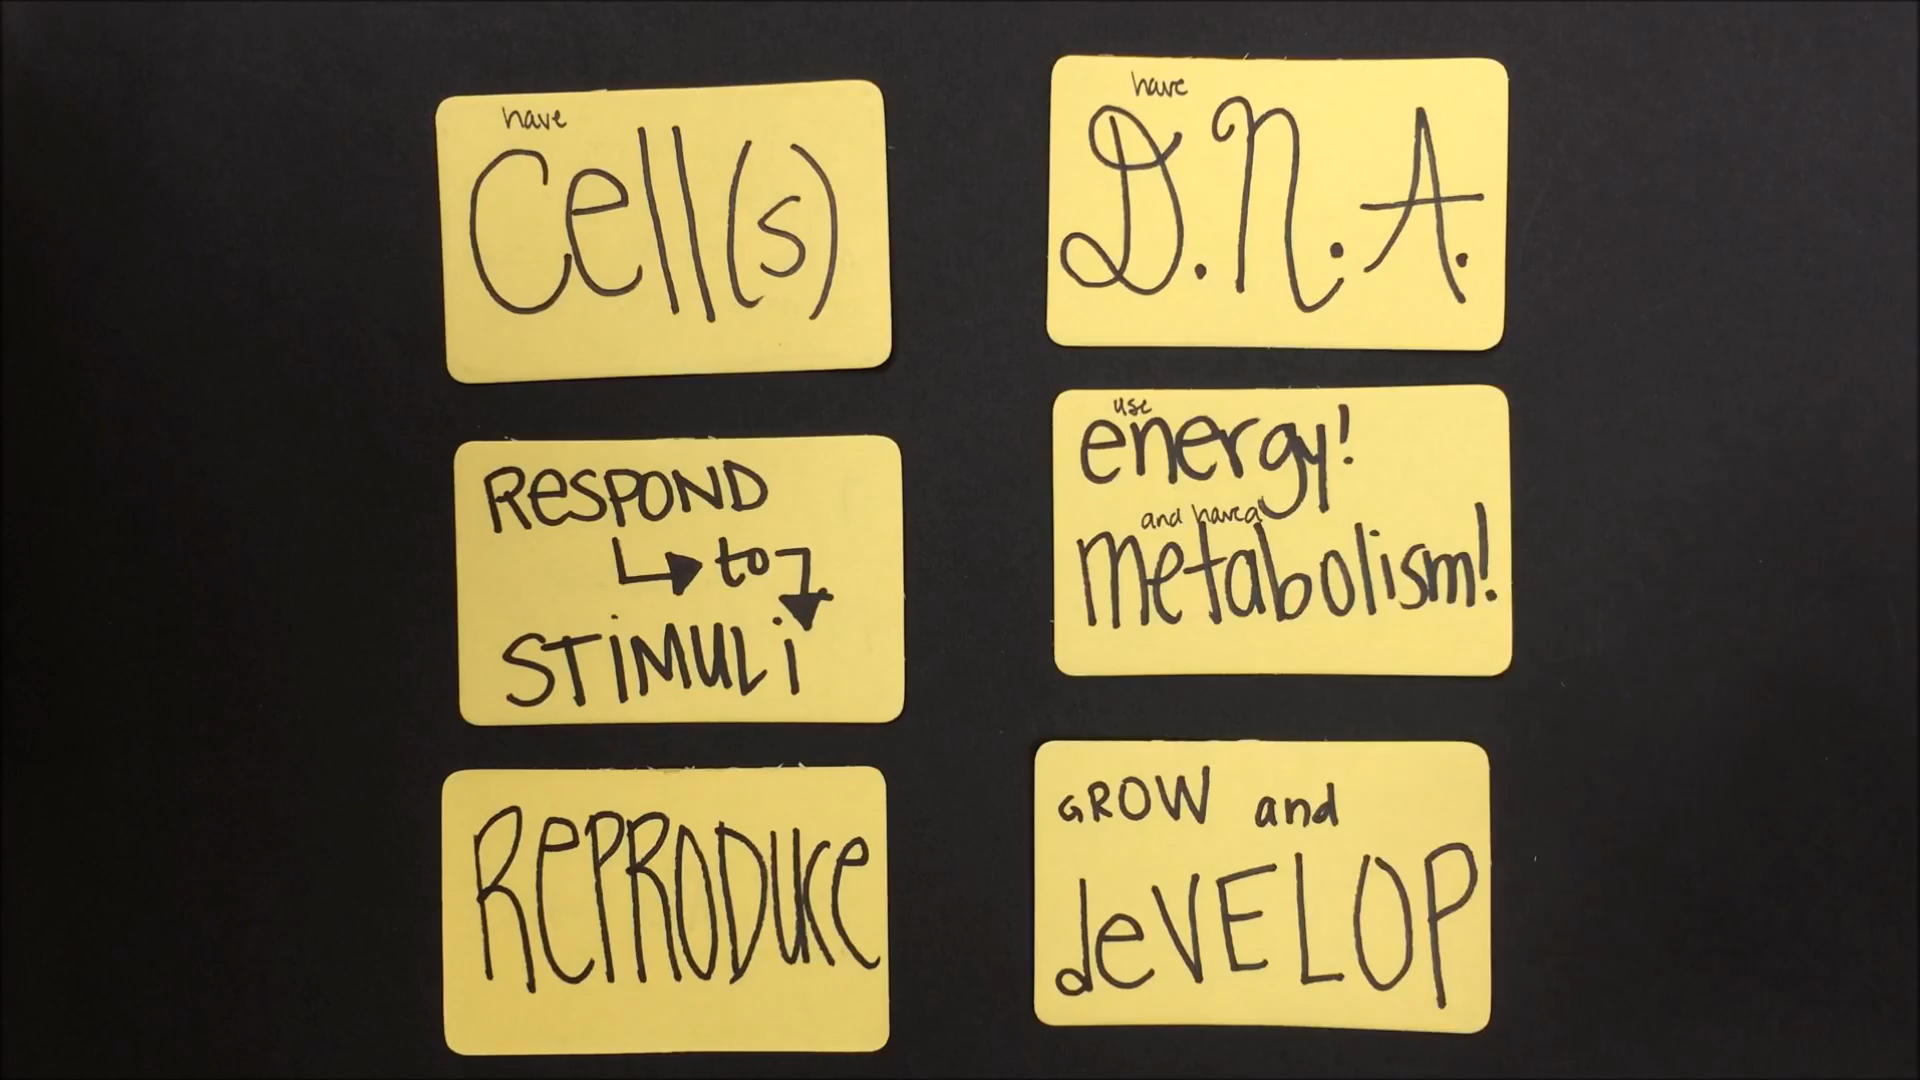 have
Cell(s)
have
D.N.A.
RESPOND
to
STiMULi
use
energy!
and have a
metabolism!
REPRODUCE
GROW and
deVELOP